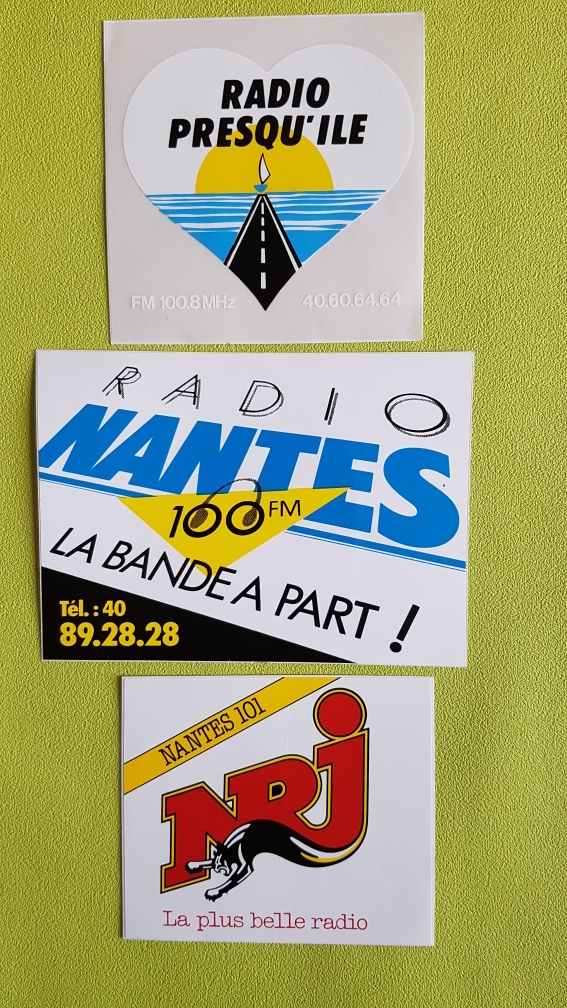 RADIO
PRESQU'ILE
FM 100.8 MHz 40.60.64.64
RADIO
NANTES
100 FM
LA BANDE A PART !
Tél. : 40
89.28.28
NANTES 101
NRJ
La plus belle radio